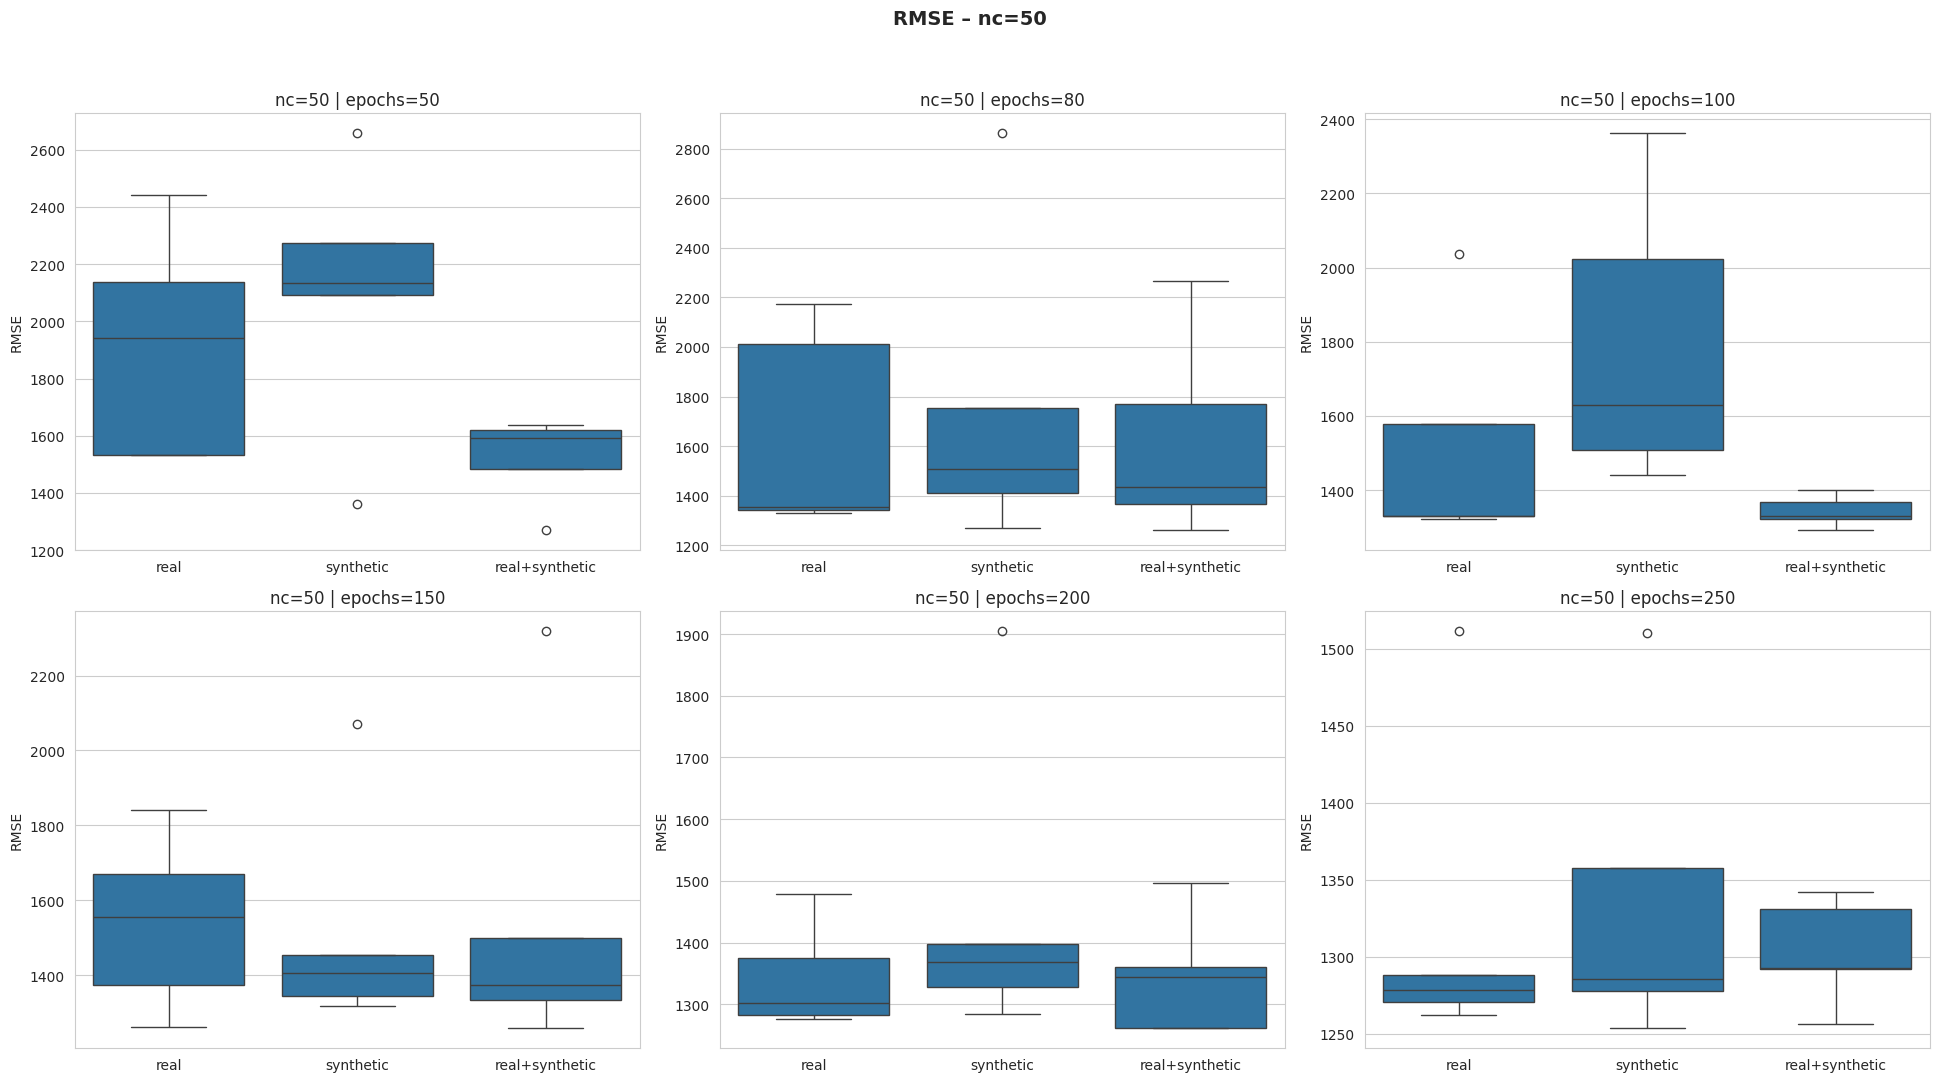 RMSE – nc=50
nc=50 | epochs=50
RMSE
2600
2400
2200
2000
1800
1600
1400
1200
real synthetic real+synthetic
nc=50 | epochs=80
RMSE
2800
2600
2400
2200
2000
1800
1600
1400
1200
real synthetic real+synthetic
nc=50 | epochs=100
RMSE
2400
2200
2000
1800
1600
1400
real synthetic real+synthetic
nc=50 | epochs=150
RMSE
2200
2000
1800
1600
1400
real synthetic real+synthetic
nc=50 | epochs=200
RMSE
1900
1800
1700
1600
1500
1400
1300
real synthetic real+synthetic
nc=50 | epochs=250
RMSE
1500
1450
1400
1350
1300
1250
real synthetic real+synthetic